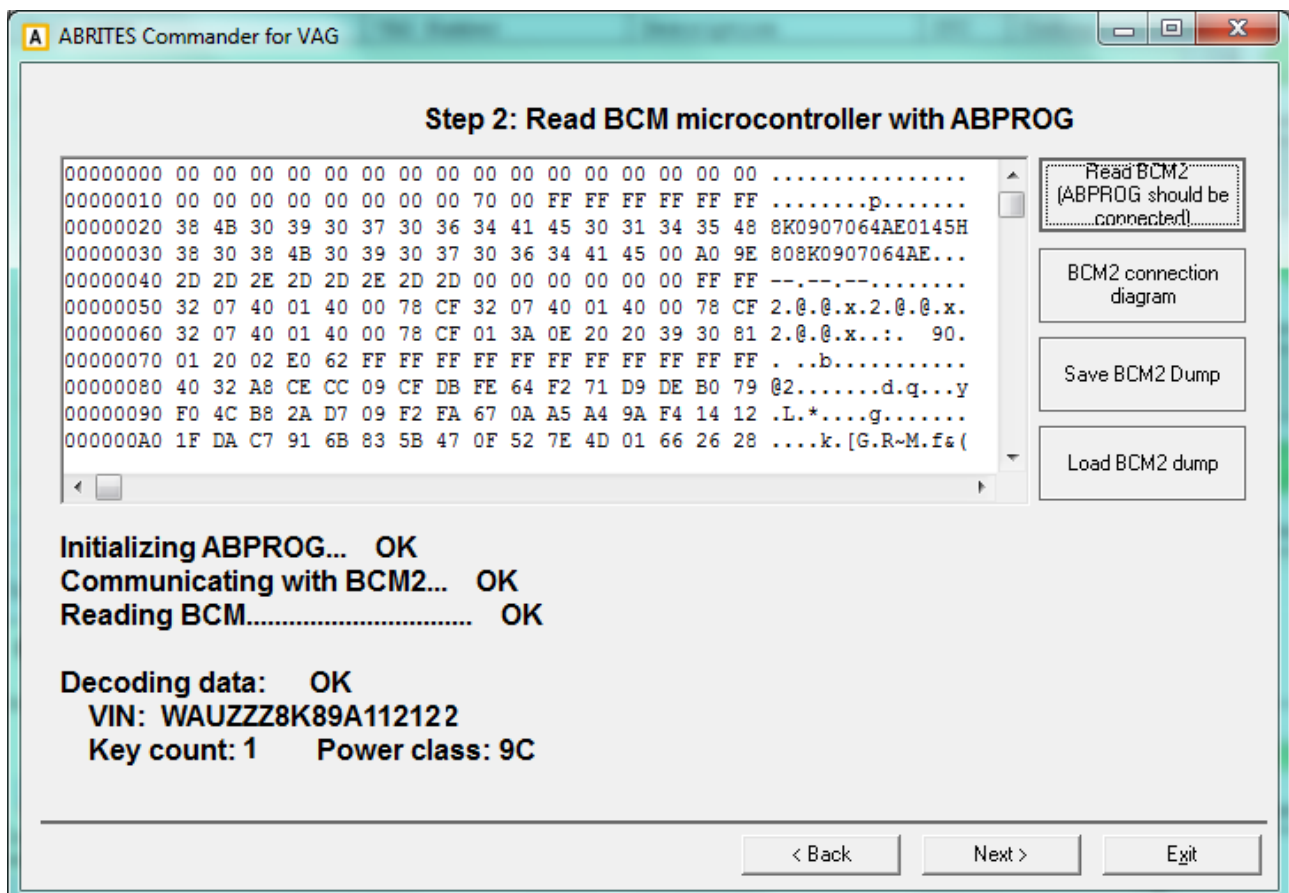 A ABRITES Commander for VAG
Step 2: Read BCM microcontroller with ABPROG
00000000 00 00 00 00 00 00 00 00 00 00 00 00 00 00 00 00 ................
00000010 00 00 00 00 00 00 00 00 70 00 FF FF FF FF FF FF ........p.......
00000020 38 4B 30 39 30 37 30 36 34 41 45 30 31 34 35 48 8K0907064AE0145H
00000030 38 30 38 4B 30 39 30 37 30 36 34 41 45 00 A0 9E 808K0907064AE...
00000040 2D 2D 2E 2D 2D 2E 2D 2D 00 00 00 00 00 00 FF FF --.--.--........
00000050 32 07 40 01 40 00 78 CF 32 07 40 01 40 00 78 CF 2.@.@.x.2.@.@.x.
00000060 32 07 40 01 40 00 78 CF 01 3A 0E 20 20 39 30 81 2.@.@.x..:.  90.
00000070 01 20 02 E0 62 FF FF FF FF FF FF FF FF FF FF FF . ..b...........
00000080 40 32 A8 CE CC 09 CF DB FE 64 F2 71 D9 DE B0 79 @2.......d.q...y
00000090 F0 4C B8 2A D7 09 F2 FA 67 0A A5 A4 9A F4 14 12 .L.*....g.......
000000A0 1F DA C7 91 6B 83 5B 47 0F 52 7E 4D 01 66 26 28 ....k.[G.R~M.f&(
Read BCM2
(ABPROG should be
connected)
BCM2 connection
diagram
Save BCM2 Dump
Load BCM2 dump
Initializing ABPROG... OK
Communicating with BCM2... OK
Reading BCM................................ OK
Decoding data: OK
VIN: WAUZZZ8K89A112122
Key count: 1 Power class: 9C
< Back
Next >
Exit